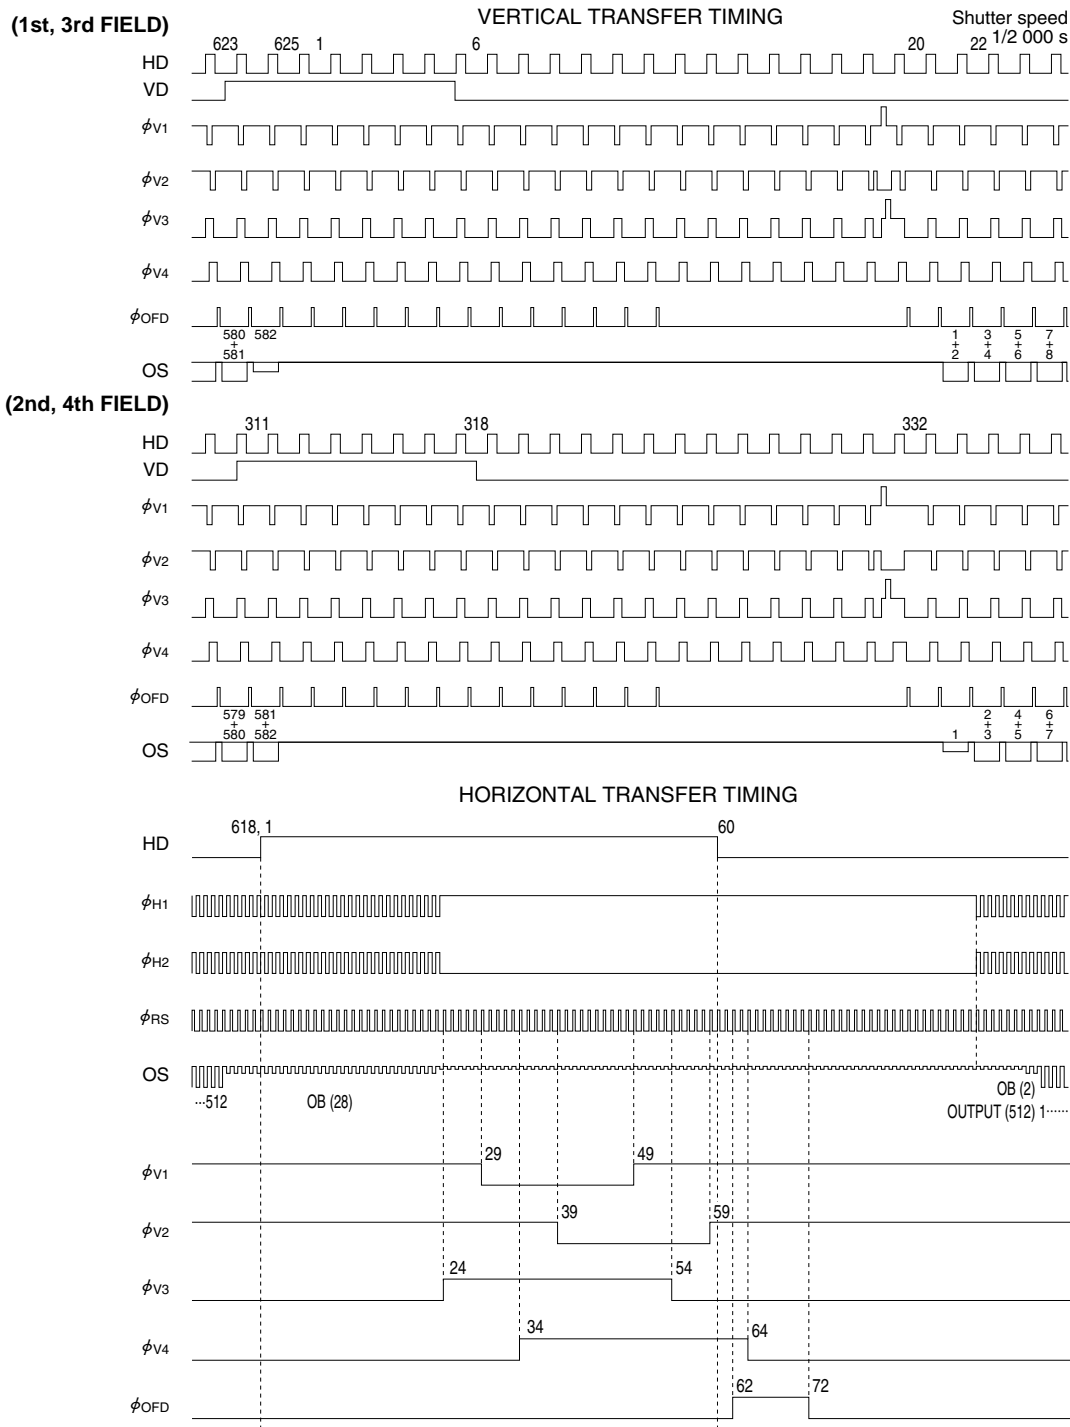 VERTICAL TRANSFER TIMING
Shutter speed
1/2 000 s
(1st, 3rd FIELD)
623 625 1 6 20 22
HD
VD
ϕV1
ϕV2
ϕV3
ϕV4
ϕOFD
580 582 1 3 5 7
+ + + + +
581 2 4 6 8
OS
(2nd, 4th FIELD)
311 318 332
HD
VD
ϕV1
ϕV2
ϕV3
ϕV4
ϕOFD
579 581 2 4 6
+ + + + +
580 582 1 3 5 7
OS
HORIZONTAL TRANSFER TIMING
618, 1 60
HD
ϕH1
ϕH2
ϕRS
OS
···512 OB (28) OB (2)
OUTPUT (512) 1······
29 49
ϕV1
39 59
ϕV2
24 54
ϕV3
34 64
ϕV4
62 72
ϕOFD